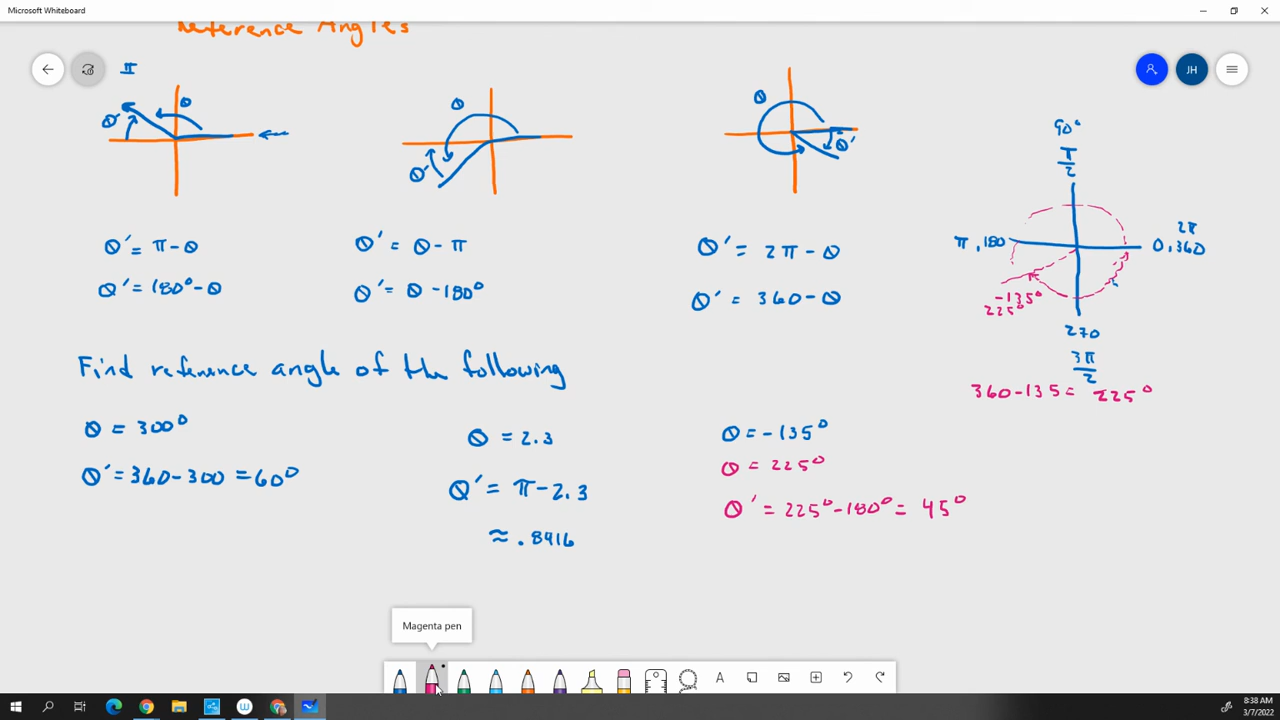 Microsoft Whiteboard
Reference Angles
II
JH
θ
θ'
θ
θ'
θ
θ'
90°
π/2
π, 180
2π
0, 360
-135°
225°
270
3π/2
360-135 = 225°
θ' = π-θ
θ' = 180°-θ
θ' = θ-π
θ' = θ-180°
θ' = 2π-θ
θ' = 360-θ
Find reference angle of the following
θ = 300°
θ' = 360-300 = 60°
θ = 2.3
θ' = π-2.3
≈ .8416
θ = -135°
θ = 225°
θ' = 225°-180° = 45°
Magenta pen
A
8:38 AM
3/7/2022